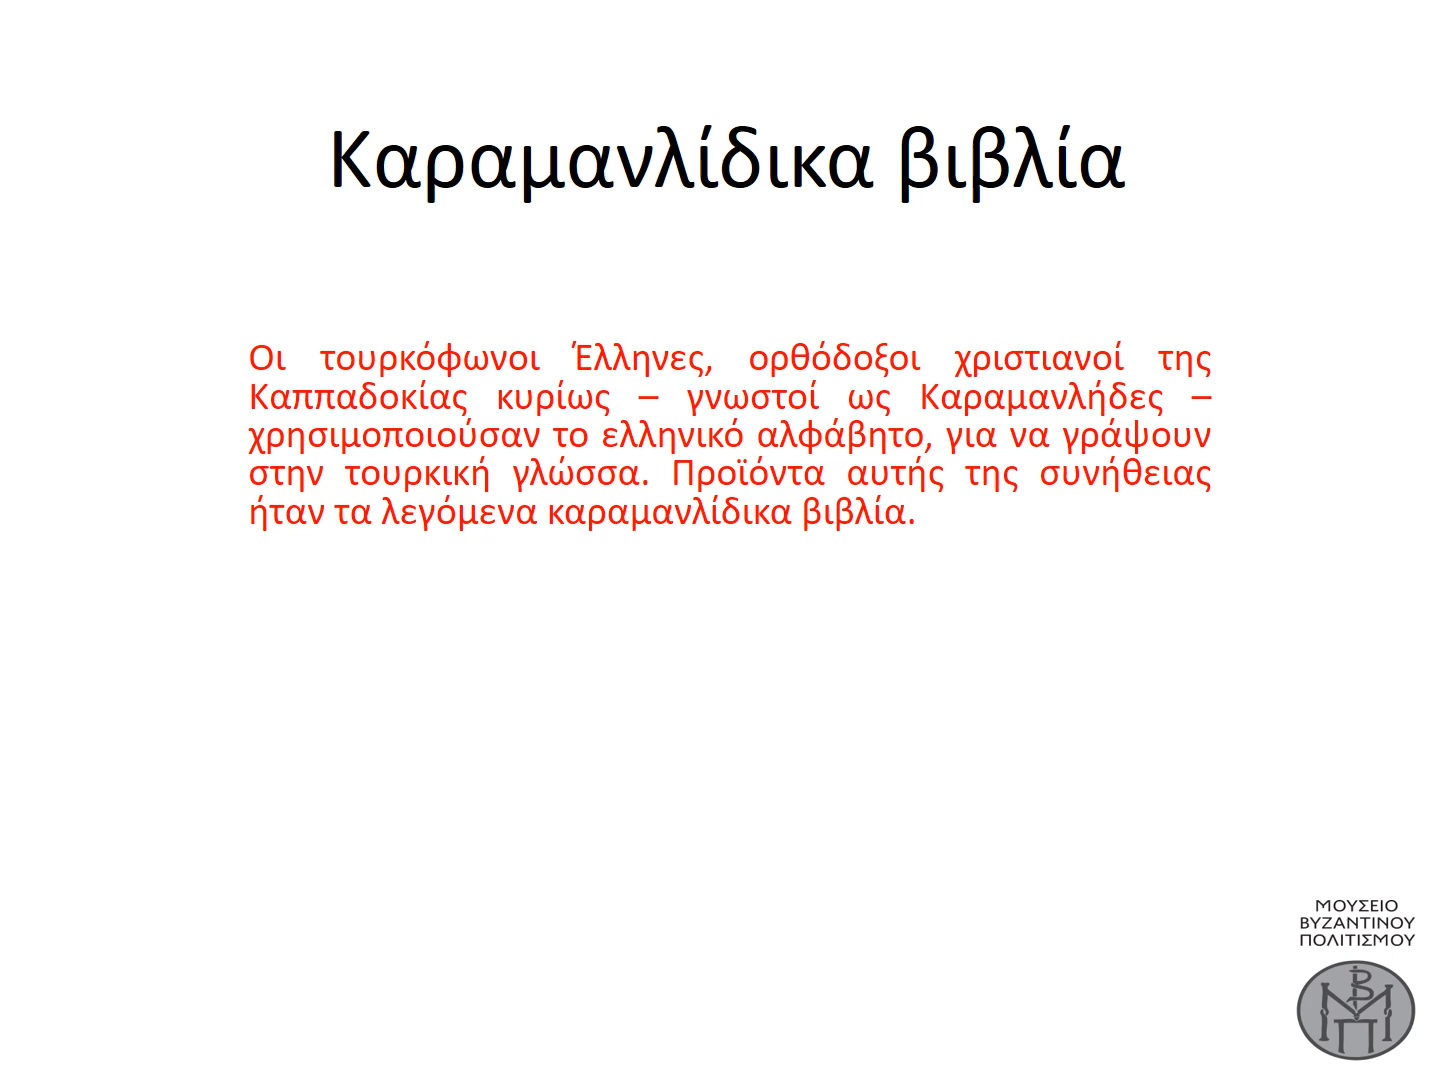 Καραμανλίδικα βιβλία
Οι τουρκόφωνοι Έλληνες, ορθόδοξοι χριστιανοί της
Καππαδοκίας κυρίως – γνωστοί ως Καραμανλήδες –
χρησιμοποιούσαν το ελληνικό αλφάβητο, για να γράψουν
στην τουρκική γλώσσα. Προϊόντα αυτής της συνήθειας
ήταν τα λεγόμενα καραμανλίδικα βιβλία.
ΜΟΥΣΕΙΟ
ΒΥΖΑΝΤΙΝΟΥ
ΠΟΛΙΤΙΣΜΟΥ